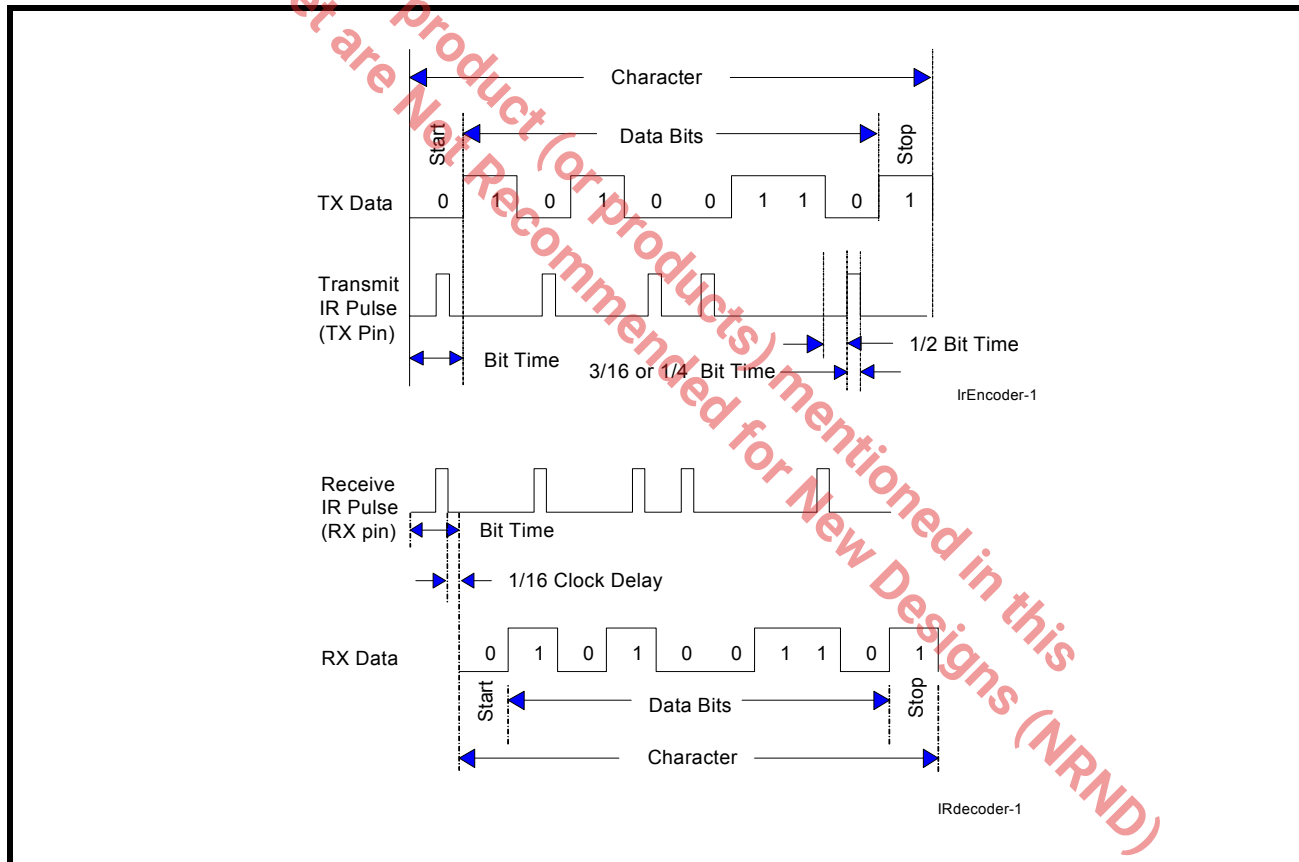 product (or products) mentioned in this
et are Not Recommended for New Designs (NRND)
Character
Start
Data Bits
Stop
TX Data
0 1 0 1 0 0 1 1 0 1
Transmit
IR Pulse
(TX Pin)
Bit Time
1/2 Bit Time
3/16 or 1/4 Bit Time
IrEncoder-1
Receive
IR Pulse
(RX pin)
Bit Time
1/16 Clock Delay
RX Data
0 1 0 1 0 0 1 1 0 1
Start
Data Bits
Stop
Character
IRdecoder-1